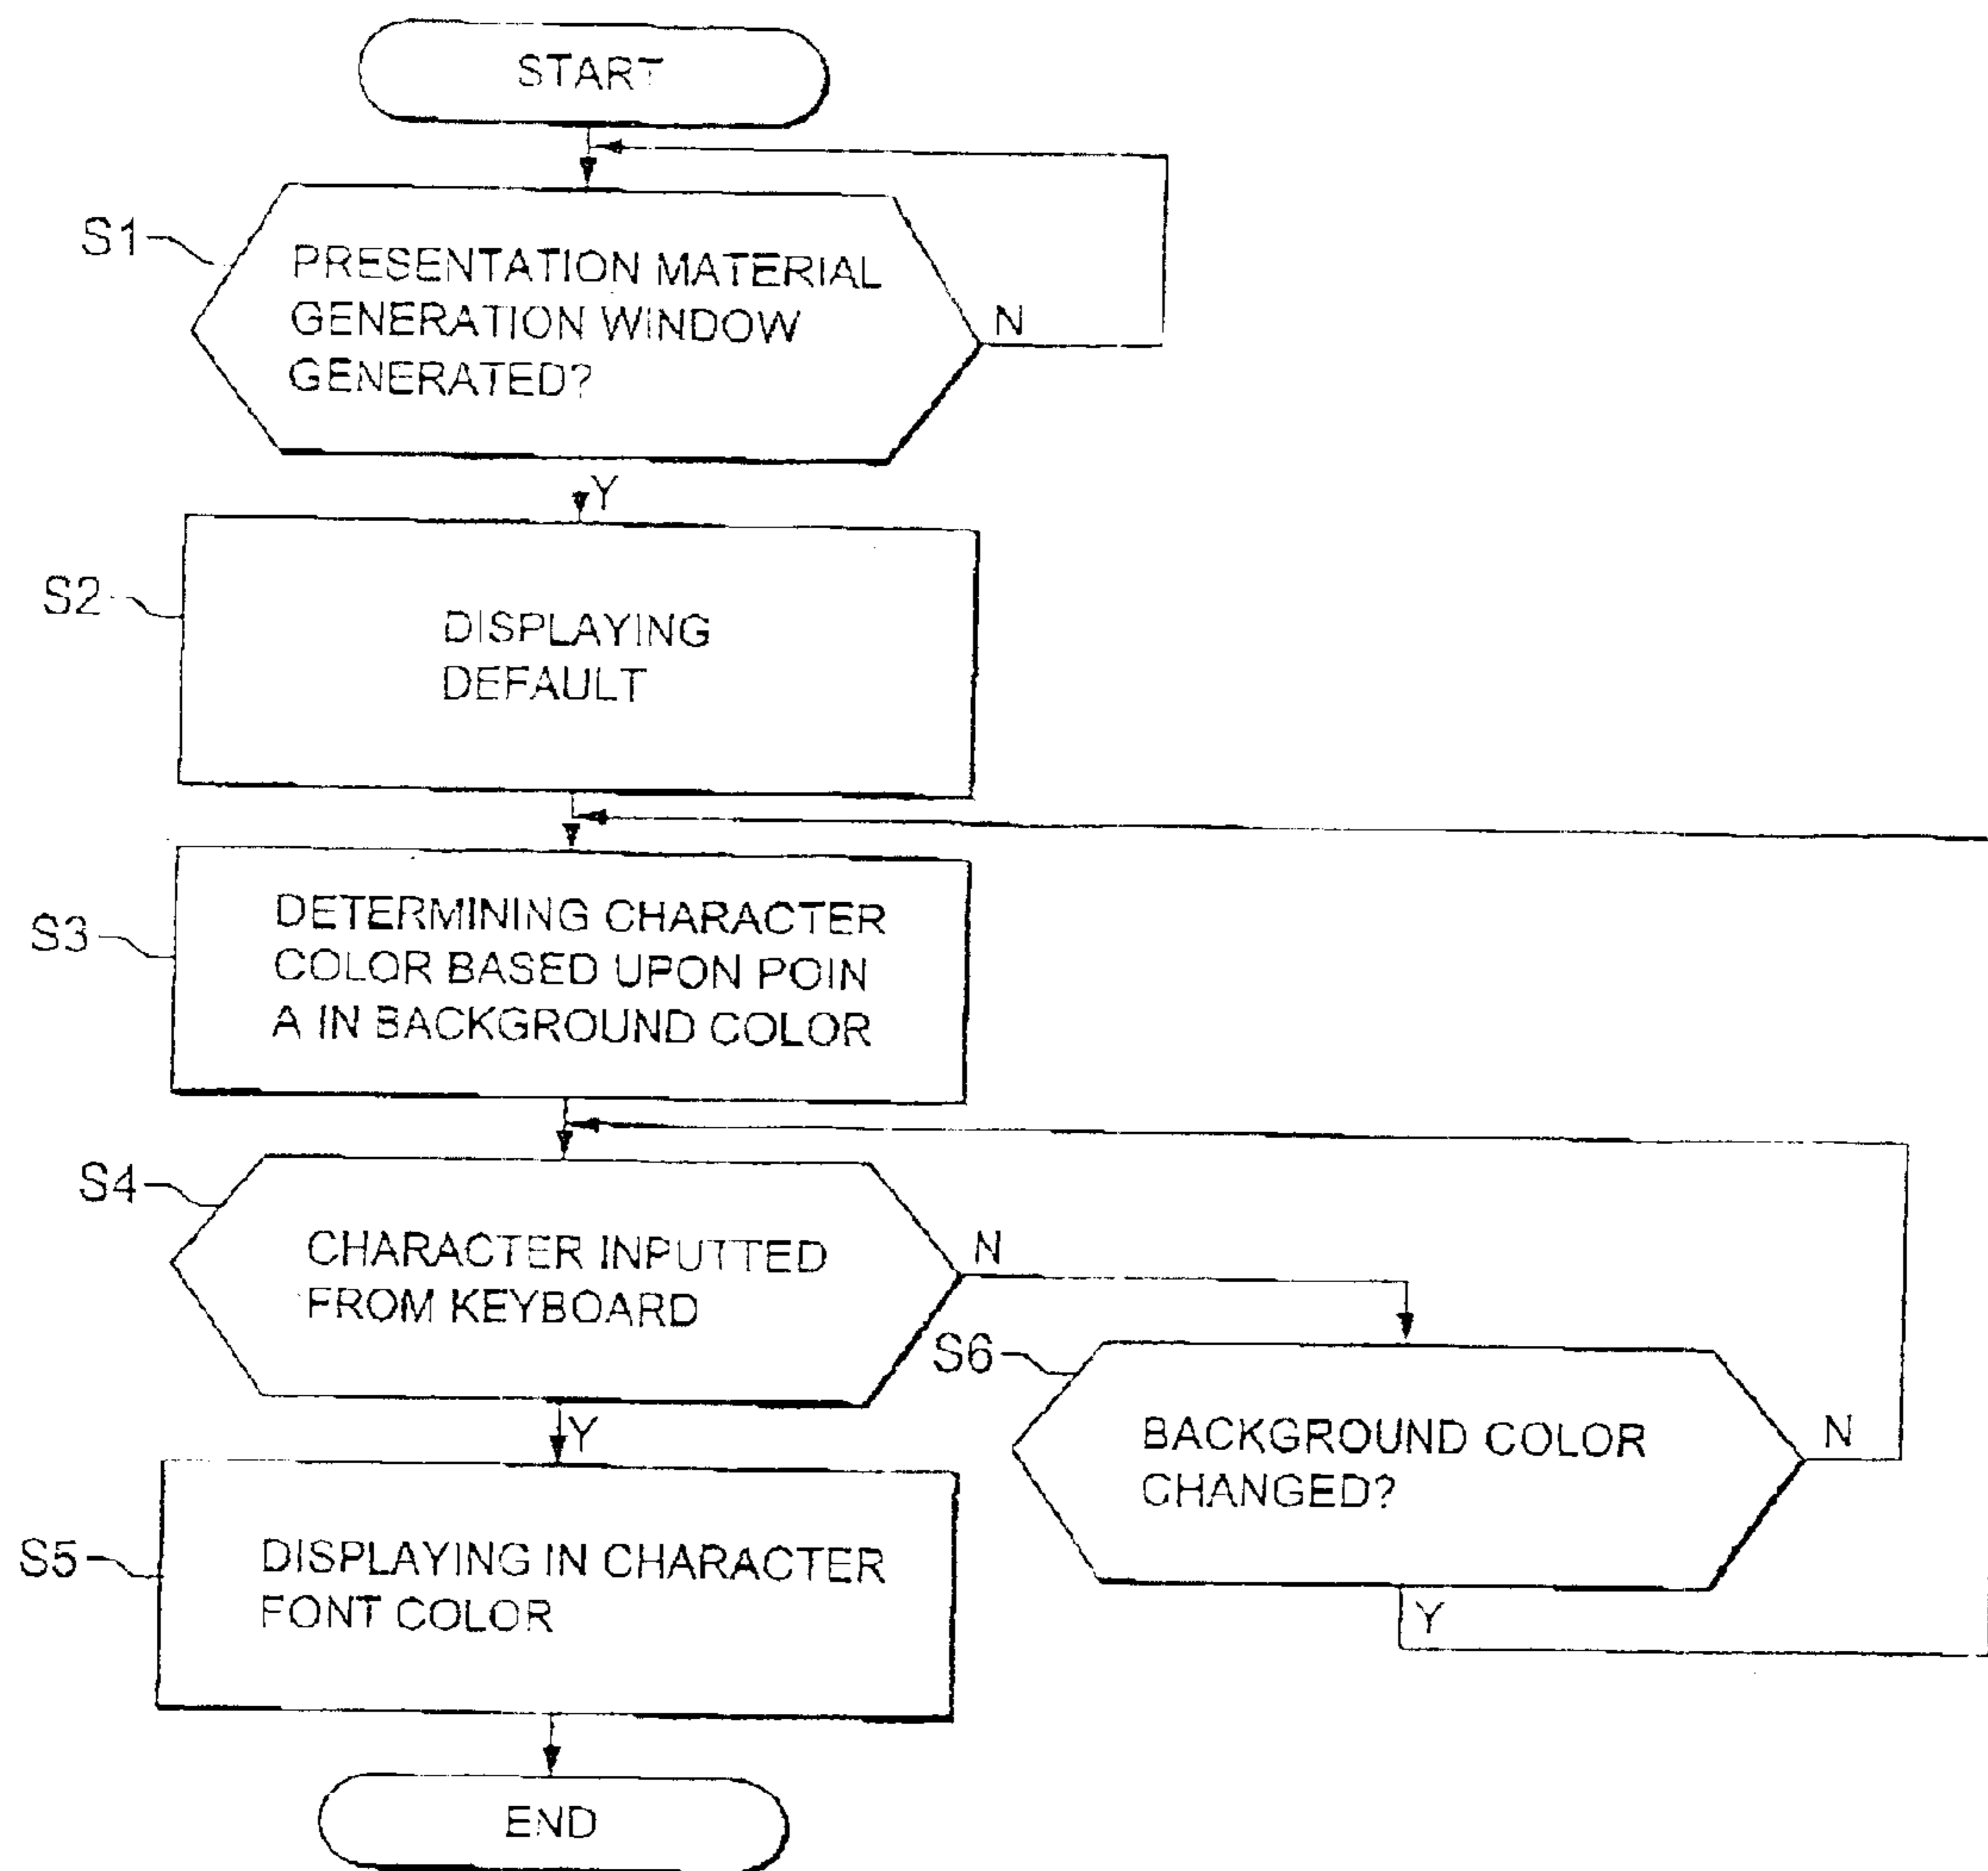 START
S1
PRESENTATION MATERIAL
GENERATION WINDOW
GENERATED?
N
Y
S2
DISPLAYING
DEFAULT
S3
DETERMINING CHARACTER
COLOR BASED UPON POIN
A IN BACKGROUND COLOR
S4
CHARACTER INPUTTED
FROM KEYBOARD
N
Y
S6
BACKGROUND COLOR
CHANGED?
N
Y
S5
DISPLAYING IN CHARACTER
FONT COLOR
END